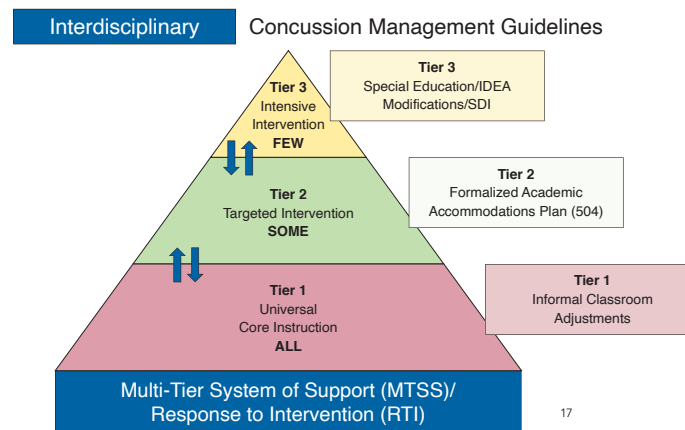 Interdisciplinary
Concussion Management Guidelines
Tier 3
Intensive
Intervention
FEW
Tier 3
Special Education/IDEA
Modifications/SDI
Tier 2
Targeted Intervention
SOME
Tier 2
Formalized Academic
Accommodations Plan (504)
Tier 1
Universal
Core Instruction
ALL
Tier 1
Informal Classroom
Adjustments
Multi-Tier System of Support (MTSS)/
Response to Intervention (RTI)
17